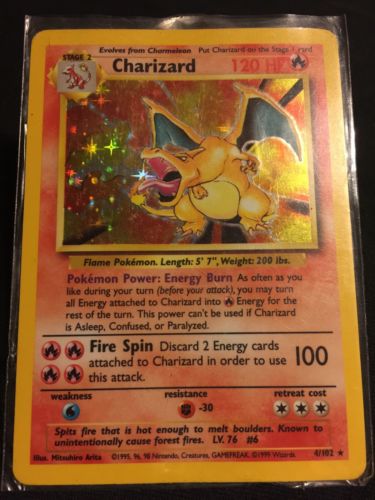 Evolves from Charmeleon Put Charizard on the Stage 1 card
STAGE 2
Charizard 120 HP
Flame Pokémon. Length: 5' 7", Weight: 200 lbs.
Pokémon Power: Energy Burn As often as you
like during your turn (before your attack), you may turn
all Energy attached to Charizard into Energy for the
rest of the turn. This power can't be used if Charizard
is Asleep, Confused, or Paralyzed.
Fire Spin Discard 2 Energy cards
attached to Charizard in order to use
this attack.
100
weakness resistance retreat cost
-30
Spits fire that is hot enough to melt boulders. Known to
unintentionally cause forest fires. LV. 76 #6
Illus. Mitsuhiro Arita ©1995, 96, 98 Nintendo, Creatures, GAMEFREAK. ©1999 Wizards. 4/102 ★